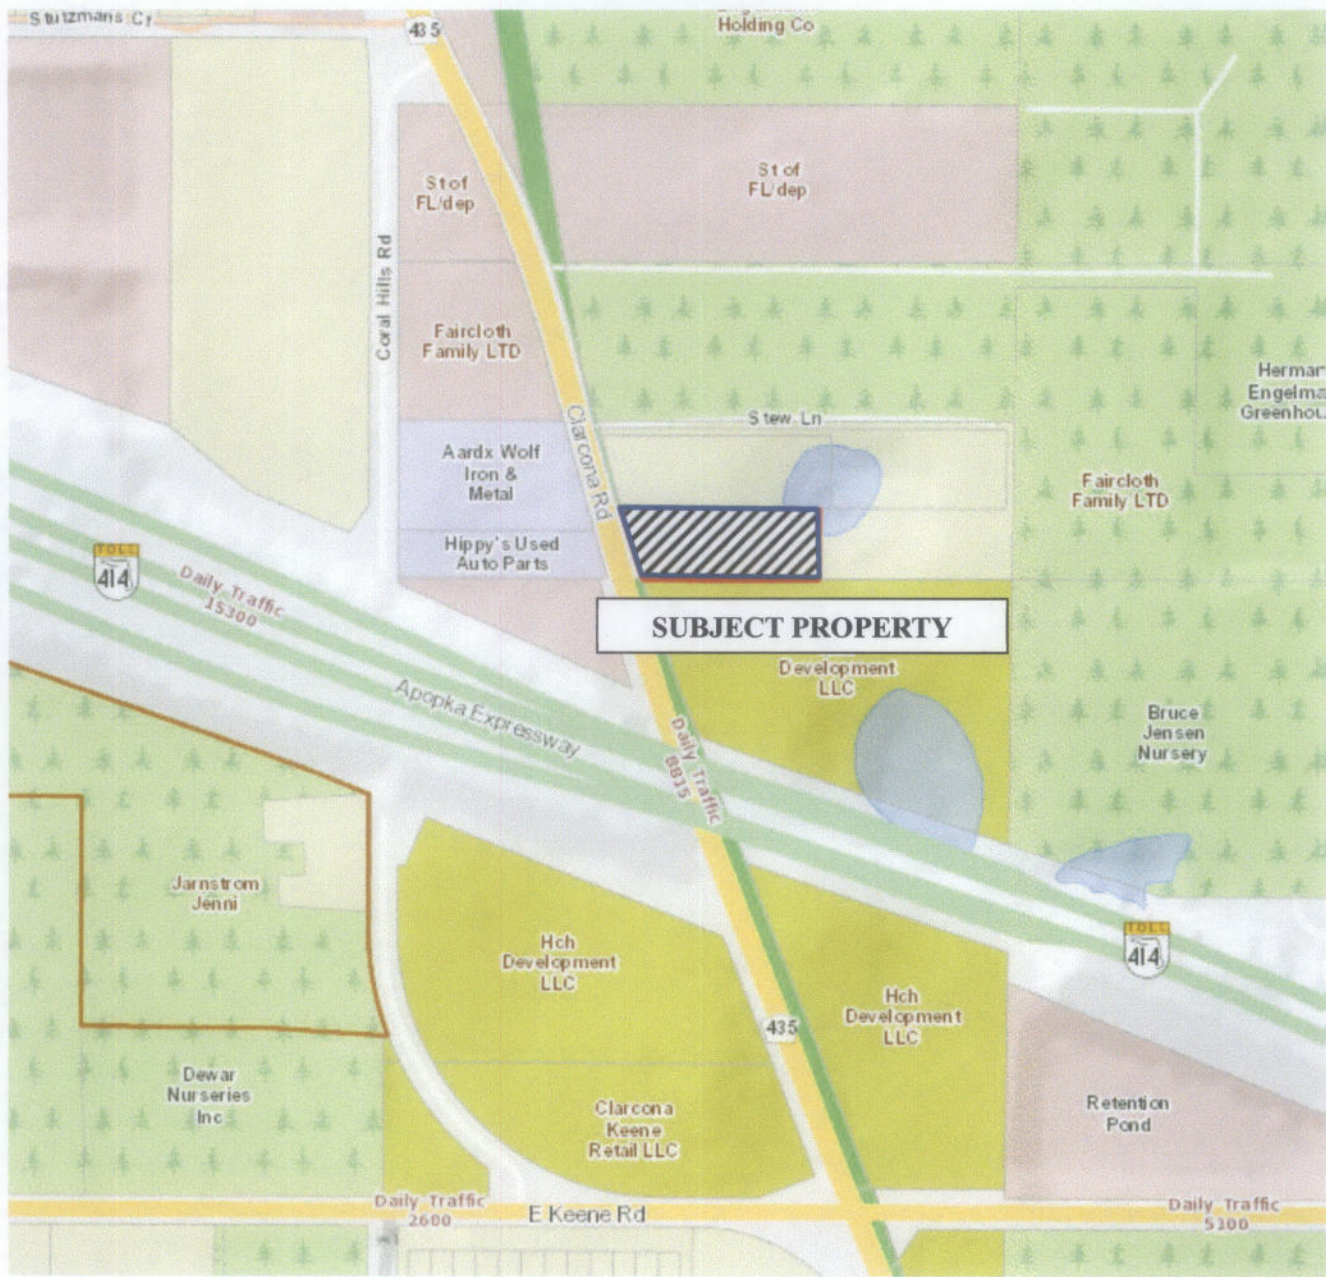 Stutzmans Ct
435
Holding Co
St of
FL/dep
St of
FL/dep
Coral Hills Rd
Faircloth
Family LTD
Herman
Engelma
Greenhou
Clarcona Rd
Stew Ln
Aardx Wolf
Iron &
Metal
Faircloth
Family LTD
Hippy's Used
Auto Parts
TOLL
414
Daily Traffic
15300
SUBJECT PROPERTY
Development
LLC
Apopka Expressway
Daily Traffic
8815
Bruce
Jensen
Nursery
Jarnstrom
Jenni
Hch
Development
LLC
TOLL
414
Hch
Development
LLC
435
Dewar
Nurseries
Inc
Clarcona
Keene
Retail LLC
Retention
Pond
Daily Traffic
2600
E Keene Rd
Daily Traffic
5300